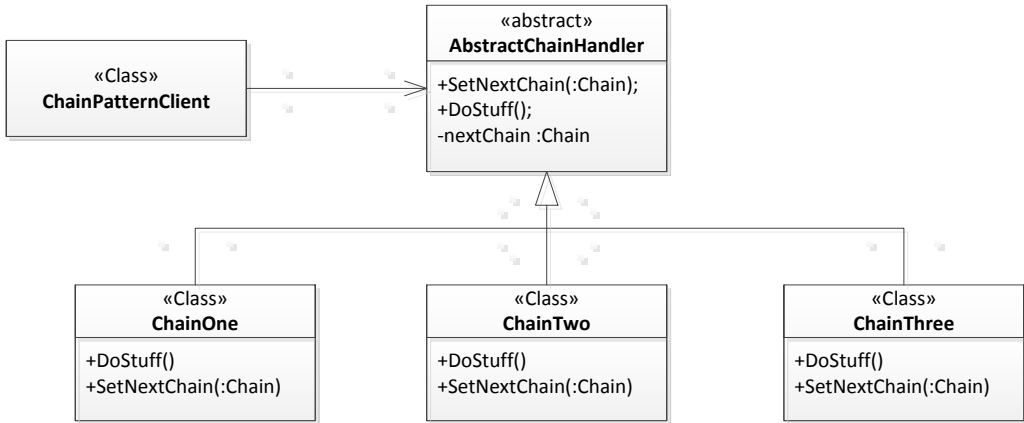 «abstract»
AbstractChainHandler
«Class»
ChainPatternClient
+SetNextChain(:Chain);
+DoStuff();
-nextChain :Chain
«Class»
ChainOne
+DoStuff()
+SetNextChain(:Chain)
«Class»
ChainTwo
+DoStuff()
+SetNextChain(:Chain)
«Class»
ChainThree
+DoStuff()
+SetNextChain(:Chain)